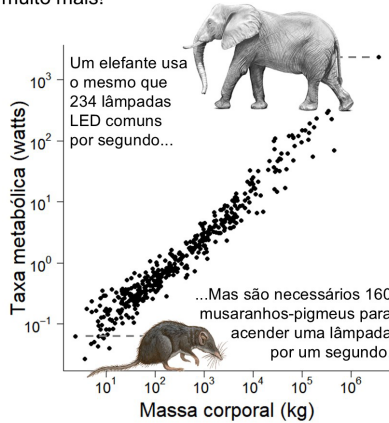 muito mais!
Um elefante usa
o mesmo que
234 lâmpadas
LED comuns
por segundo...
Taxa metabólica (watts)
10³
10²
10¹
10⁰
10⁻¹
...Mas são necessários 160
musaranhos-pigmeus para
acender uma lâmpada
por um segundo
10¹ 10² 10³ 10⁴ 10⁵ 10⁶
Massa corporal (kg)